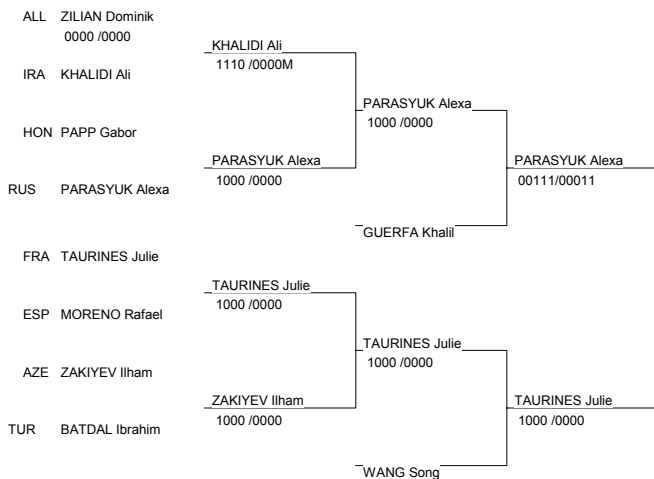 ALL ZILIAN Dominik
0000 /0000
KHALIDI Ali
1110 /0000M
IRA KHALIDI Ali
PARASYUK Alexa
1000 /0000
HON PAPP Gabor
PARASYUK Alexa
1000 /0000
PARASYUK Alexa
00111/00011
RUS PARASYUK Alexa
GUERFA Khalil
FRA TAURINES Julie
TAURINES Julie
1000 /0000
ESP MORENO Rafael
TAURINES Julie
1000 /0000
AZE ZAKIYEV Ilham
ZAKIYEV Ilham
1000 /0000
TAURINES Julie
1000 /0000
TUR BATDAL Ibrahim
WANG Song